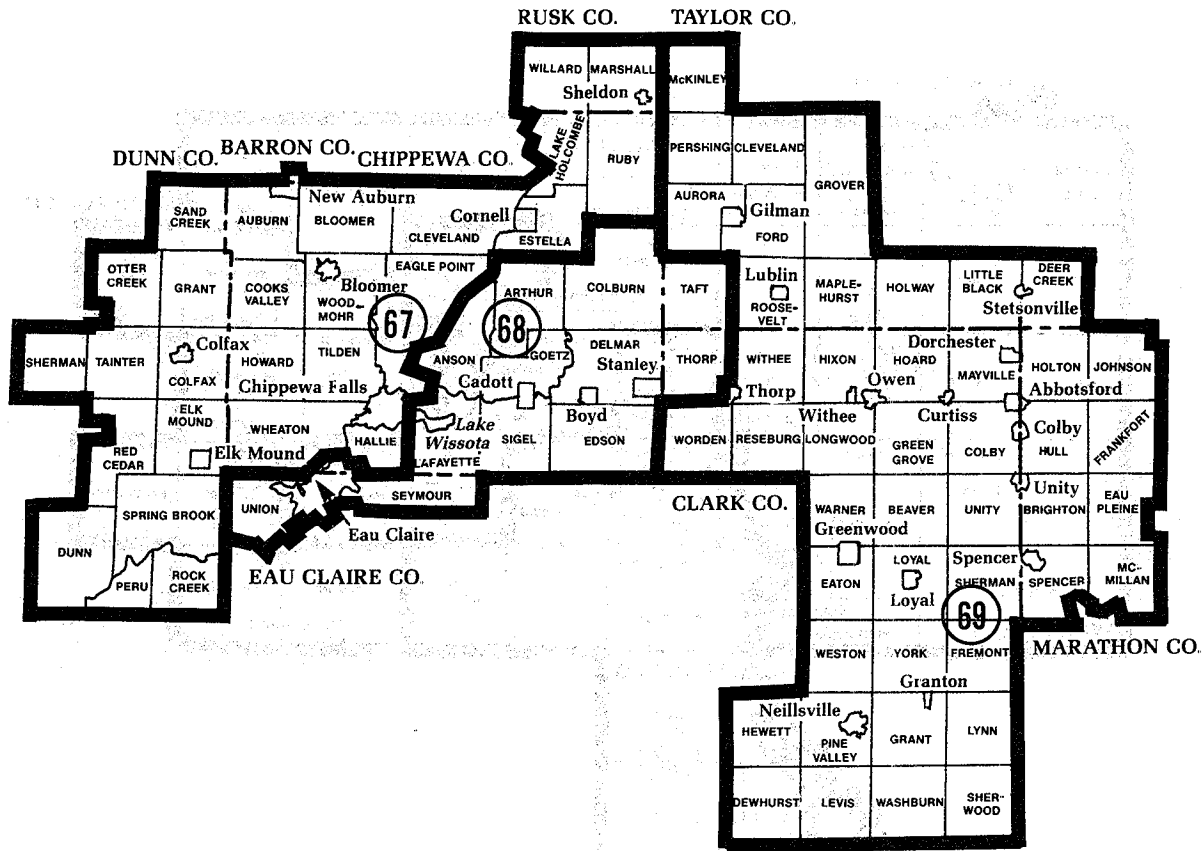 RUSK CO.
TAYLOR CO.
WILLARD
MARSHALL
McKINLEY
Sheldon
LAKE
HOLCOMBE
RUBY
PERSHING
CLEVELAND
GROVER
DUNN CO.
BARRON CO.
CHIPPEWA CO.
New Auburn
SAND
CREEK
AUBURN
BLOOMER
CLEVELAND
Cornell
ESTELLA
AURORA
Gilman
FORD
OTTER
CREEK
GRANT
COOKS
VALLEY
Bloomer
WOOD-
MOHR
EAGLE POINT
67
ARTHUR
68
COLBURN
TAFT
Lublin
ROOSE-
VELT
MAPLE-
HURST
HOLWAY
LITTLE
BLACK
DEER
CREEK
Stetsonville
SHERMAN
TAINTER
Colfax
COLFAX
HOWARD
TILDEN
Chippewa Falls
ANSON
GOETZ
Cadott
DELMAR
Stanley
Boyd
THORP
WITHEE
Thorp
HIXON
Withee
Owen
HOARD
Curtiss
Dorchester
MAYVILLE
HOLTON
JOHNSON
Abbotsford
RED
CEDAR
ELK
MOUND
Elk Mound
WHEATON
HALLIE
Lake
Wissota
LAFAYETTE
SIGEL
EDSON
WORDEN
RESEBURG
LONGWOOD
GREEN
GROVE
COLBY
Colby
HULL
FRANKFORT
DUNN
SPRING BROOK
PERU
ROCK
CREEK
UNION
SEYMOUR
Eau Claire
EAU CLAIRE CO.
CLARK CO.
WARNER
BEAVER
UNITY
Unity
BRIGHTON
EAU
PLEINE
Greenwood
EATON
LOYAL
Loyal
SHERMAN
Spencer
SPENCER
MC-
MILLAN
69
WESTON
YORK
FREMONT
MARATHON CO.
Granton
Neillsville
HEWETT
PINE
VALLEY
GRANT
LYNN
DEWHURST
LEVIS
WASHBURN
SHER-
WOOD